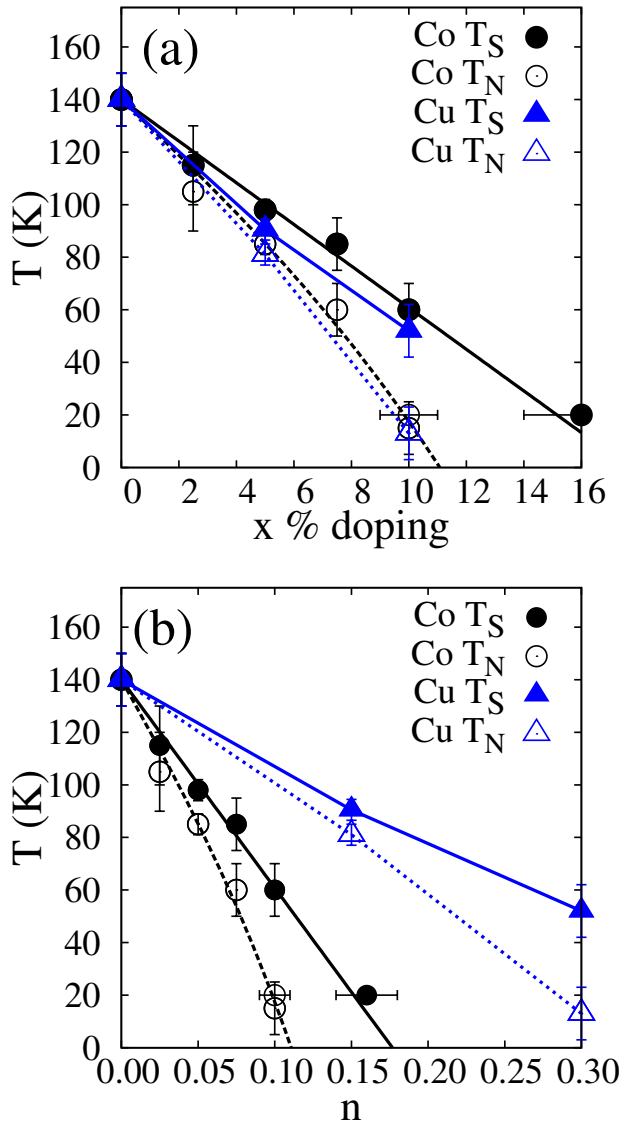 (a)
Co T_S
Co T_N
Cu T_S
Cu T_N
T (K)
160
140
120
100
80
60
40
20
0
0 2 4 6 8 10 12 14 16
x % doping
(b)
Co T_S
Co T_N
Cu T_S
Cu T_N
T (K)
160
140
120
100
80
60
40
20
0
0.00 0.05 0.10 0.15 0.20 0.25 0.30
n